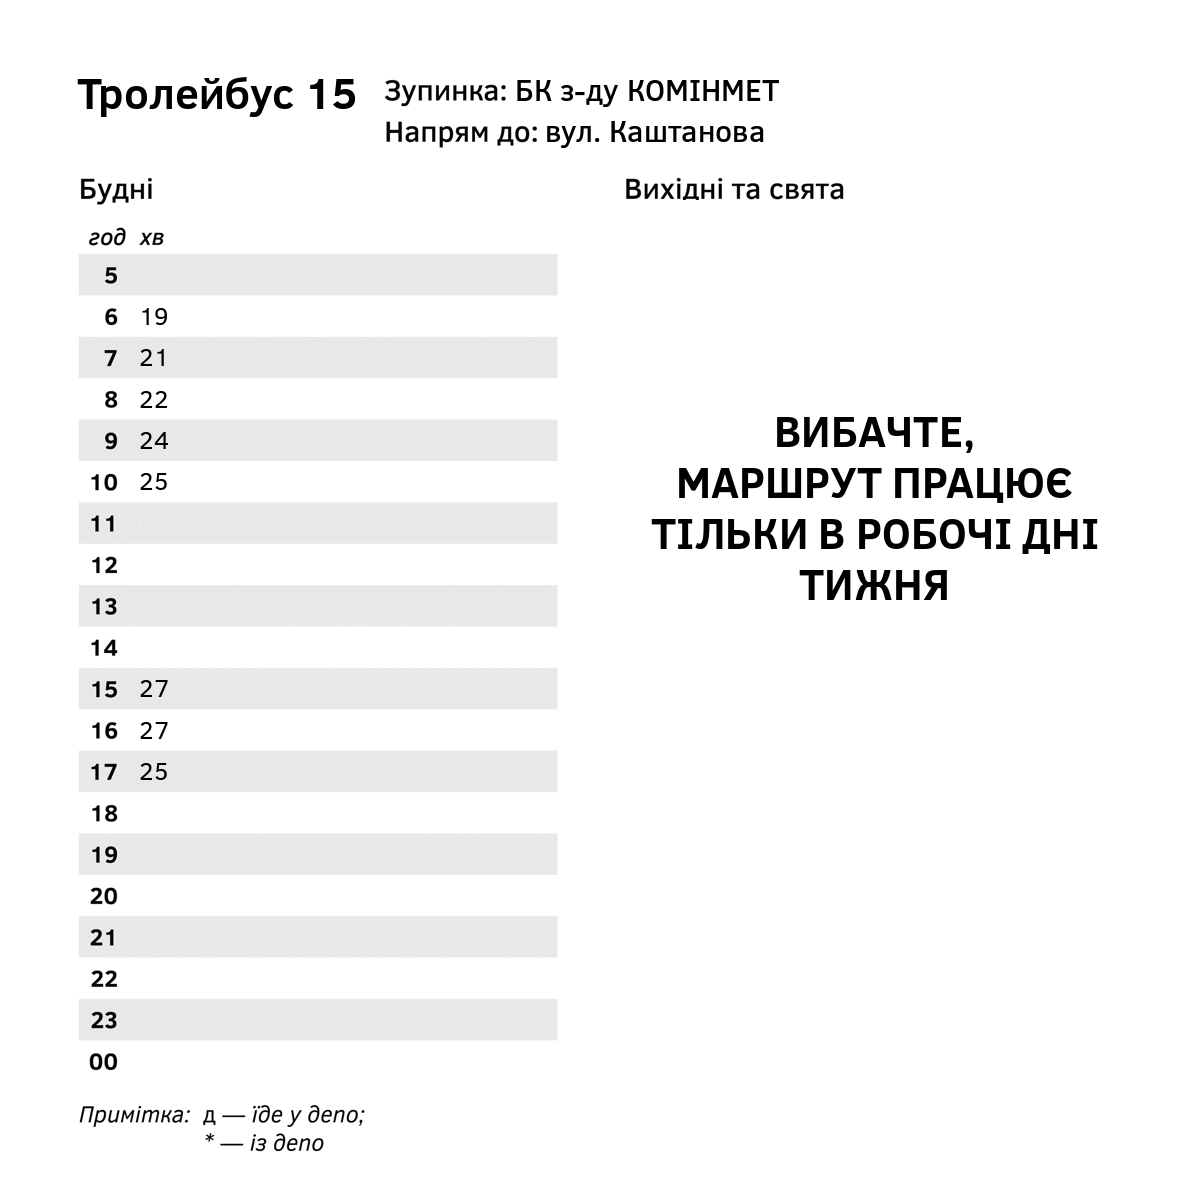 Тролейбус 15
Зупинка: БК з-ду КОМІНМЕТ
Напрям до: вул. Каштанова
Будні
год хв
5
6 19
7 21
8 22
9 24
10 25
11
12
13
14
15 27
16 27
17 25
18
19
20
21
22
23
00
Вихідні та свята
ВИБАЧТЕ,
МАРШРУТ ПРАЦЮЄ
ТІЛЬКИ В РОБОЧІ ДНІ
ТИЖНЯ
Примітка: д — їде у депо;
* — із депо